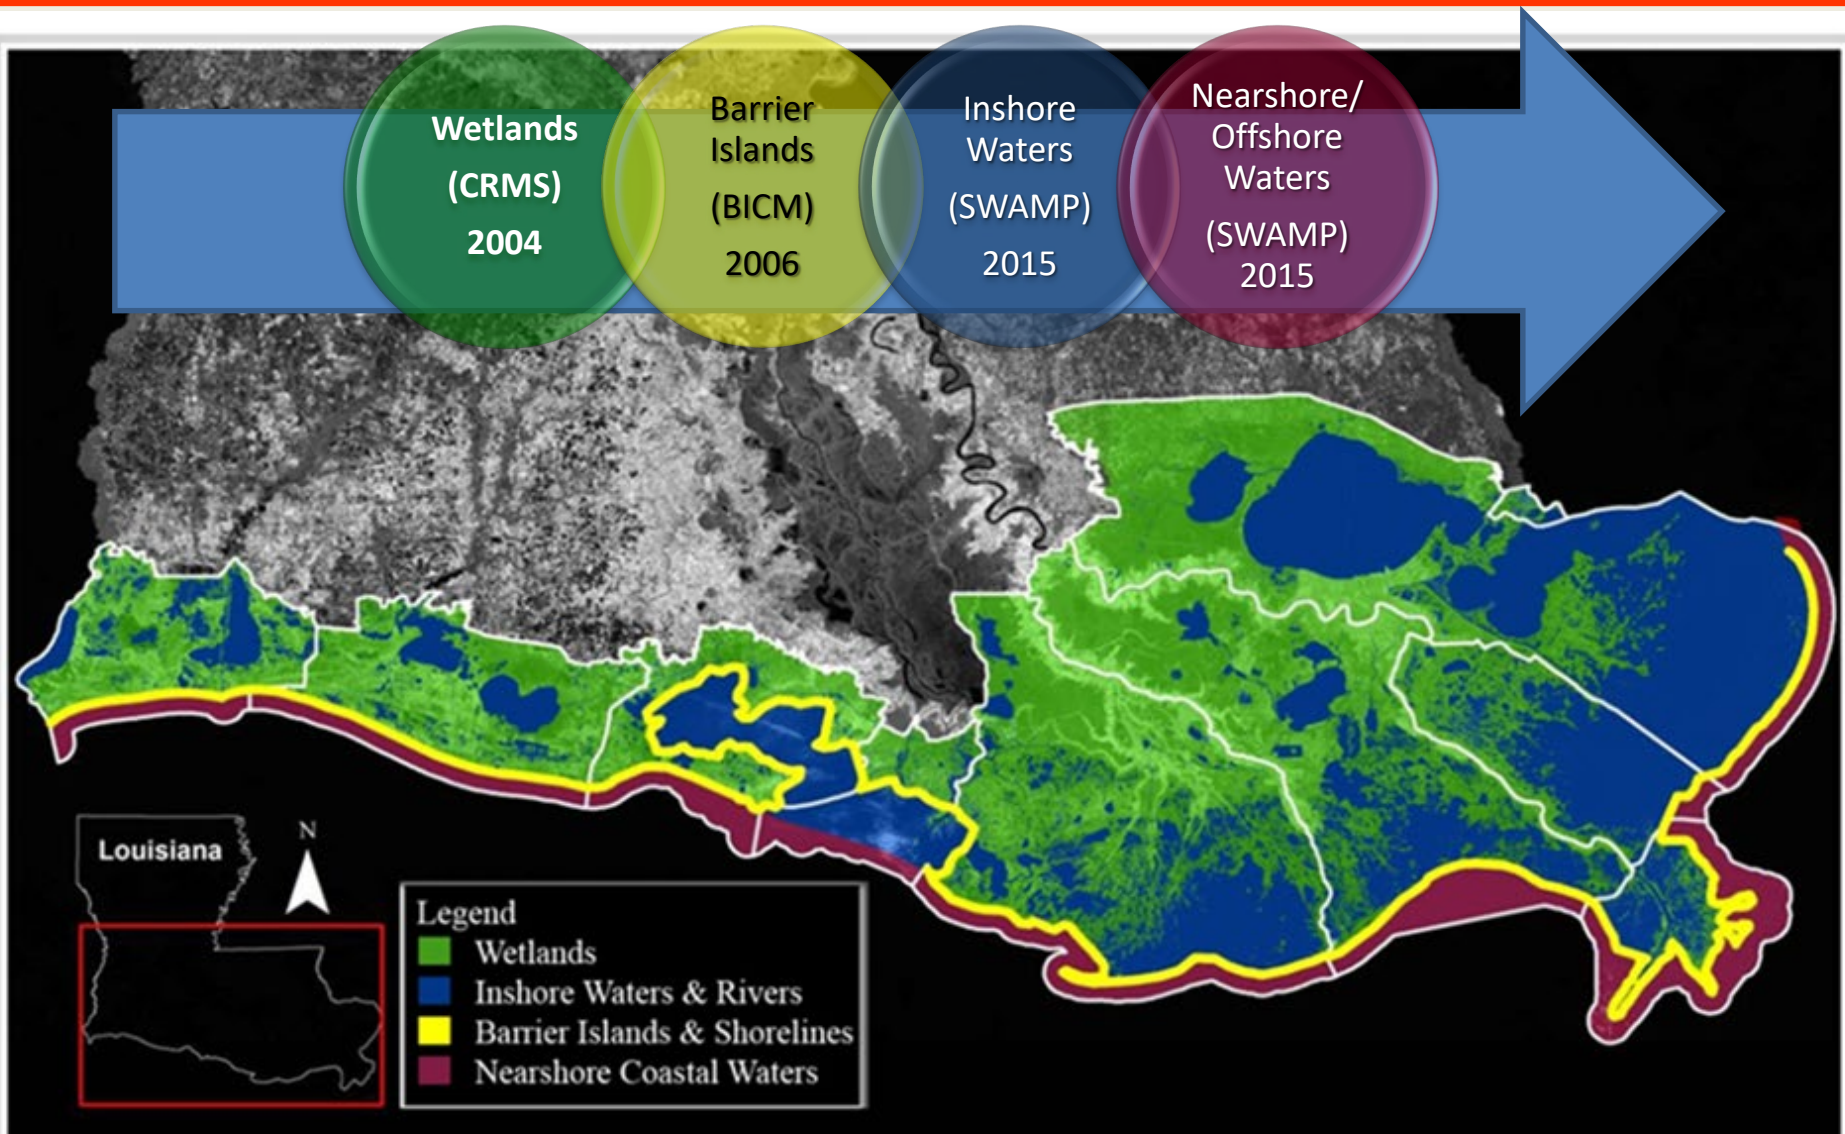 Wetlands
(CRMS)
2004
Barrier
Islands
(BICM)
2006
Inshore
Waters
(SWAMP)
2015
Nearshore/
Offshore
Waters
(SWAMP)
2015
Louisiana
N
Legend
Wetlands
Inshore Waters & Rivers
Barrier Islands & Shorelines
Nearshore Coastal Waters